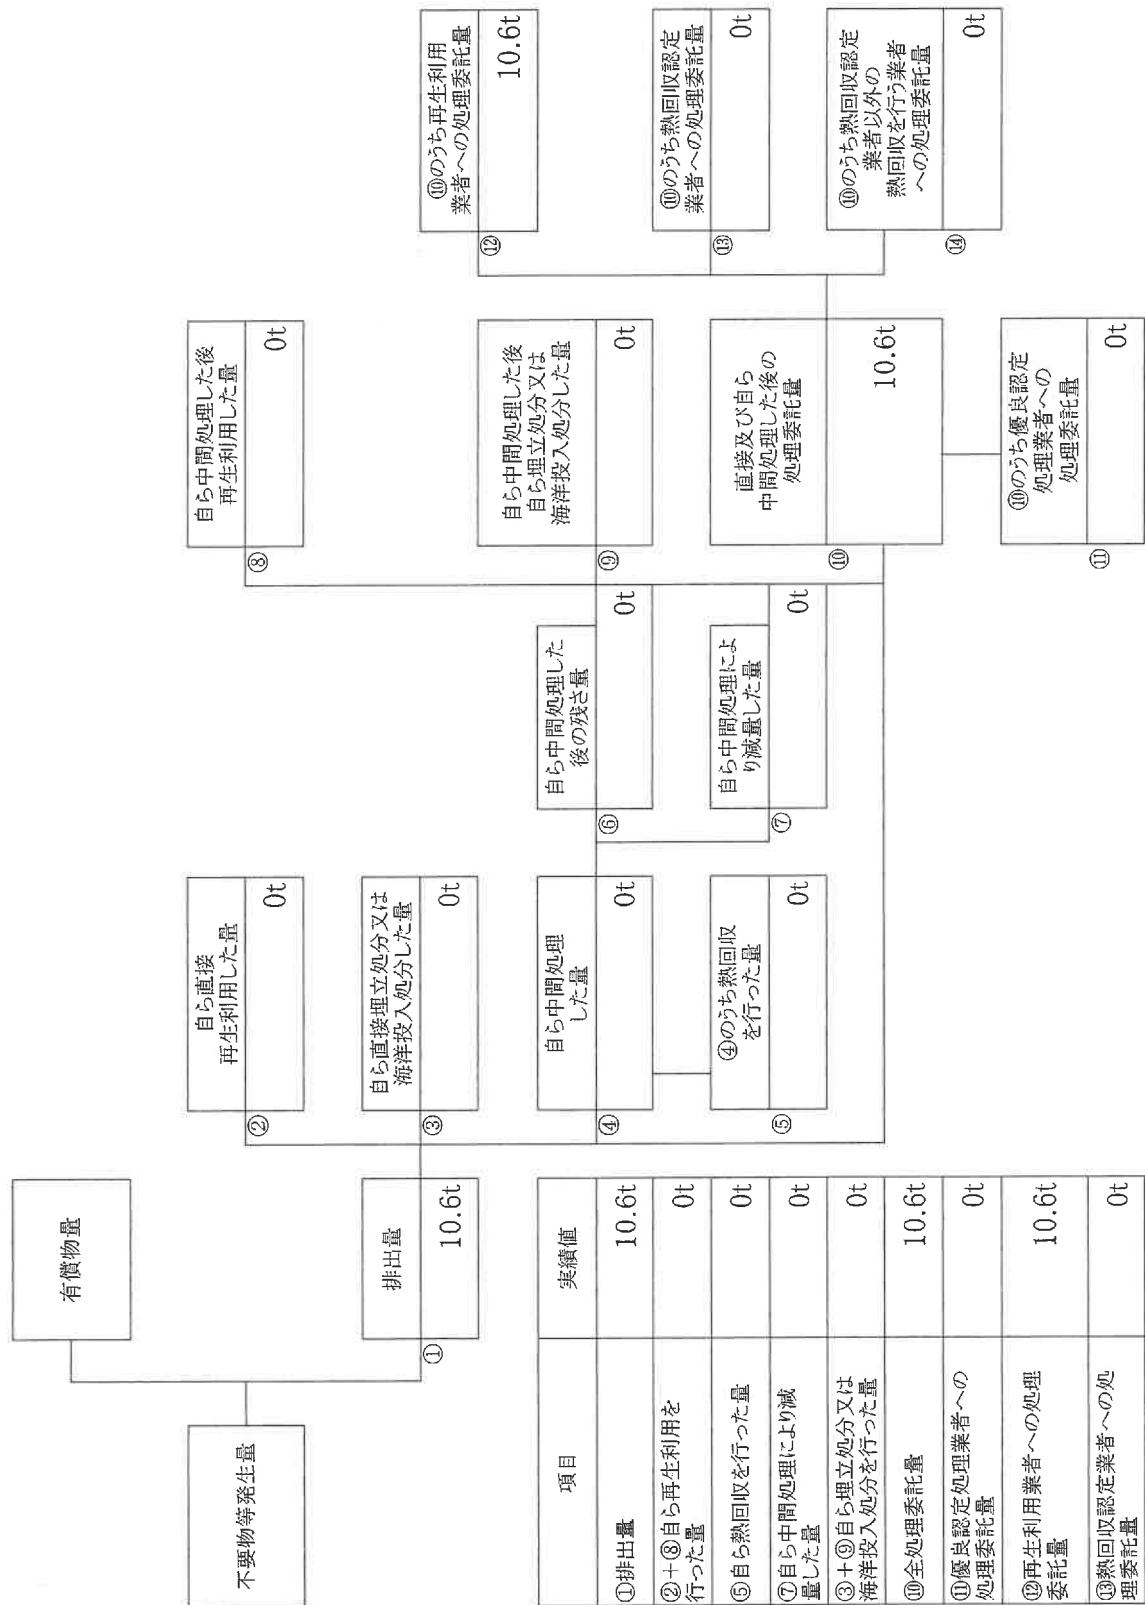 不要物等発生量
有償物量
①
排出量
10.6t
②
自ら直接
再生利用した量
0t
③
自ら直接埋立処分又は
海洋投入処分した量
0t
④
自ら中間処理
した量
0t
⑤
④のうち熱回収
を行った量
0t
⑥
自ら中間処理した
後の残さ量
0t
⑦
自ら中間処理によ
り減量した量
0t
⑧
自ら中間処理した後
再生利用した量
0t
⑨
自ら中間処理した後
自ら埋立処分又は
海洋投入処分した量
0t
⑩
直接及び自ら
中間処理した後の
処理委託量
10.6t
⑪
⑩のうち優良認定
処理業者への
処理委託量
0t
⑫
⑩のうち再生利用
業者への処理委託量
10.6t
⑬
⑩のうち熱回収認定
業者への処理委託量
0t
⑭
⑩のうち熱回収認定
業者以外の
熱回収を行う業者
への処理委託量
0t
項目 実績値
①排出量 10.6t
②+⑧自ら再生利用を
行った量 0t
⑤自ら熱回収を行った量 0t
⑦自ら中間処理により減
量した量 0t
③+⑨自ら埋立処分又は
海洋投入処分を行った量 0t
⑩全処理委託量 10.6t
⑪優良認定処理業者への
処理委託量 0t
⑫再生利用業者への処理
委託量 10.6t
⑬熱回収認定業者への処
理委託量 0t